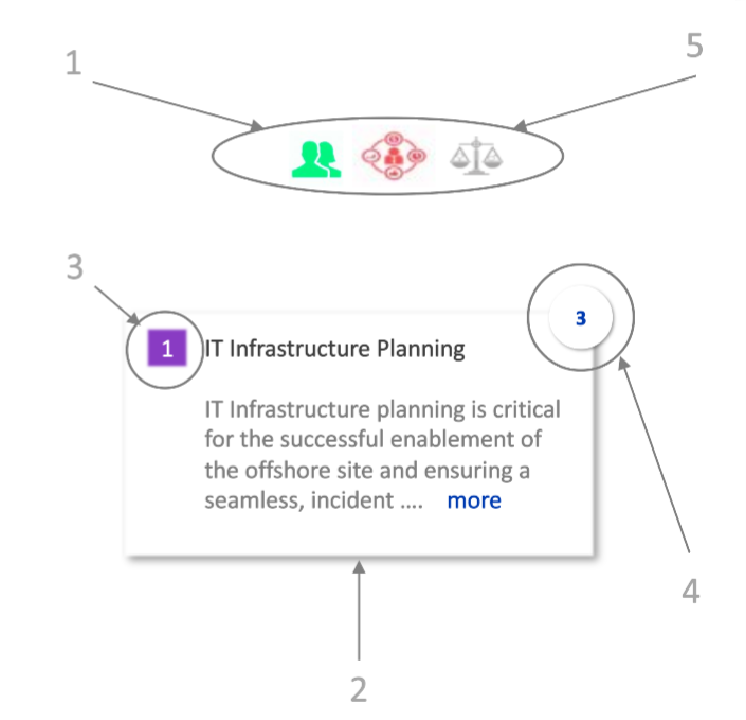 1
5
3
3
1 IT Infrastructure Planning
IT Infrastructure planning is critical
for the successful enablement of
the offshore site and ensuring a
seamless, incident .... more
4
2